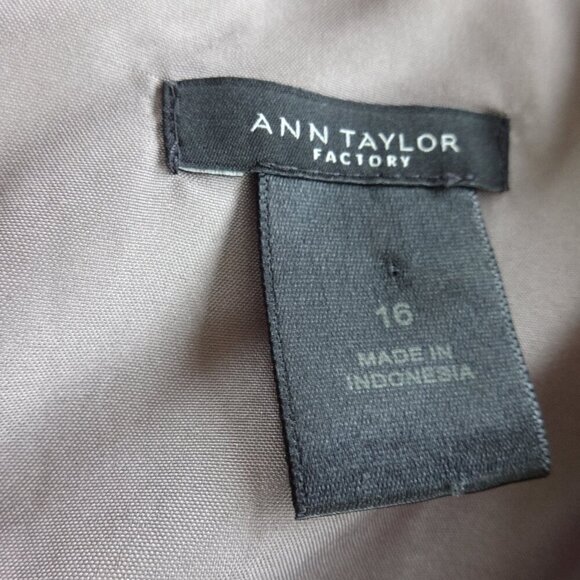 ANN TAYLOR
FACTORY
16
MADE IN
INDONESIA